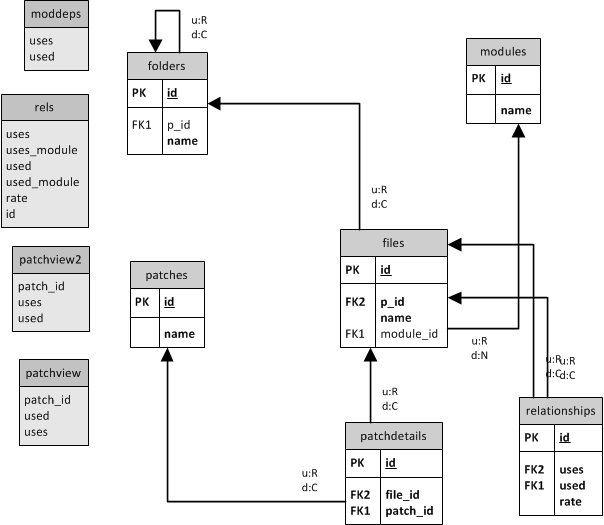 moddeps
uses
used
rels
uses
uses_module
used
used_module
rate
id
patchview2
patch_id
uses
used
patchview
patch_id
used
uses
u:R
d:C
folders
PK id
FK1 p_id
name
modules
PK id
name
u:R
d:C
files
PK id
FK2 p_id
name
FK1 module_id
u:R
d:N
patches
PK id
name
u:R
d:C
u:R
d:C
u:R
d:C
patchdetails
PK id
FK2 file_id
FK1 patch_id
u:R
d:C
relationships
PK id
FK2 uses
FK1 used
rate